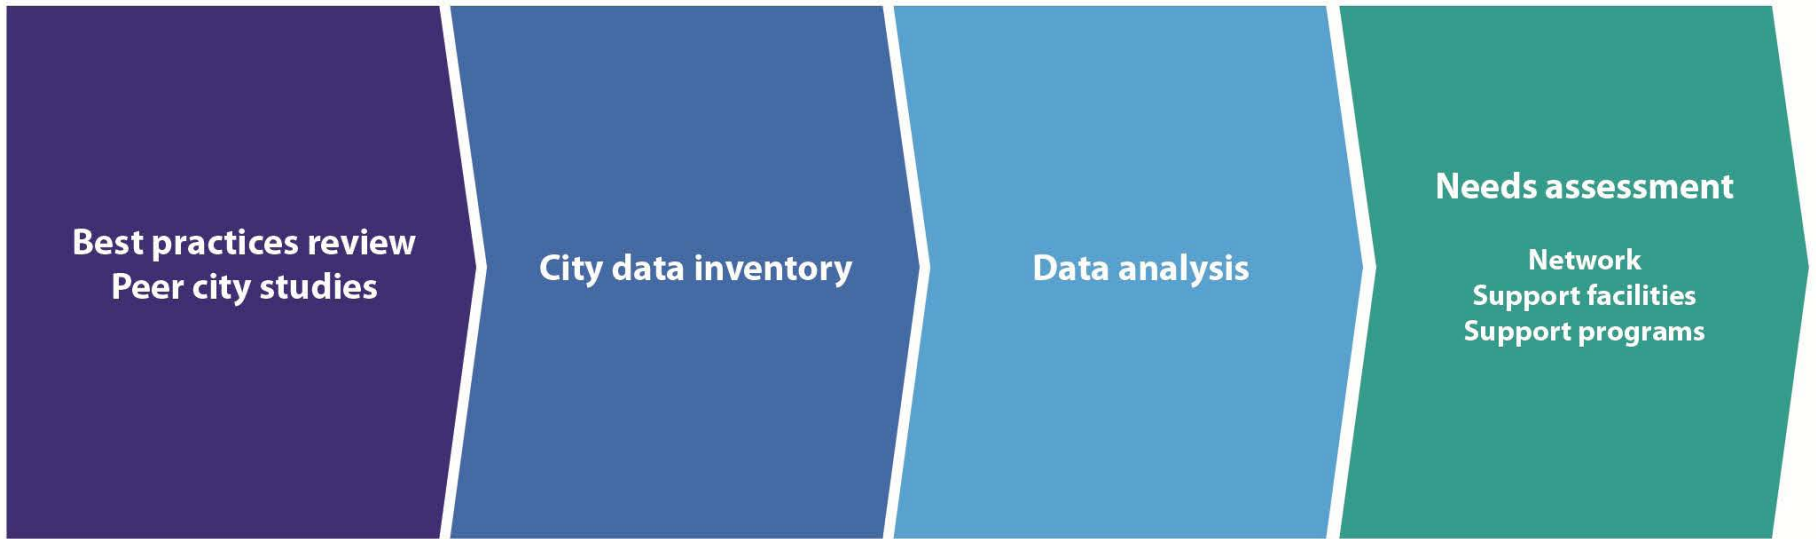 Best practices review
Peer city studies
City data inventory
Data analysis
Needs assessment
Network
Support facilities
Support programs